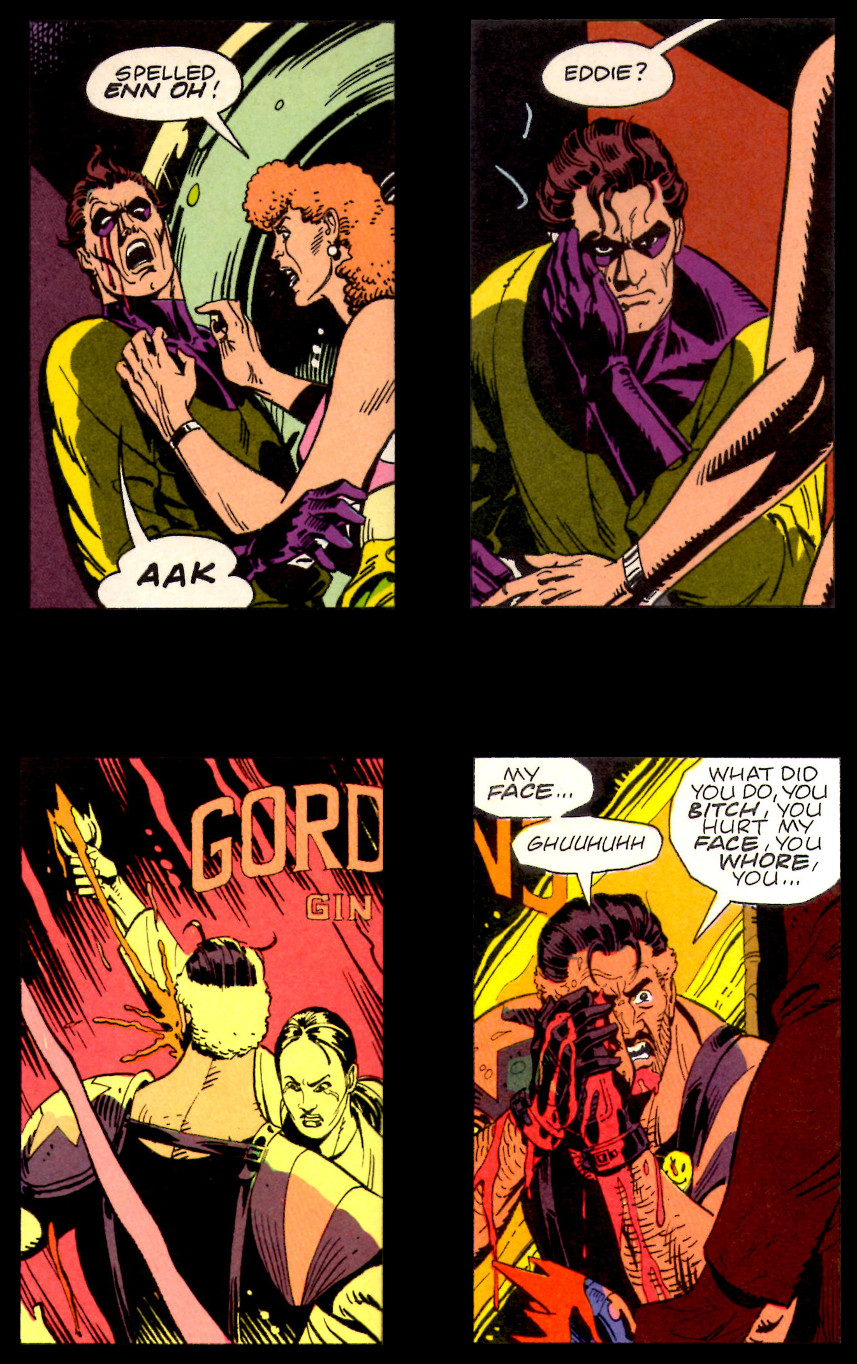 SPELLED
ENN OH!
AAK
EDDIE?
GORD
GIN
MY
FACE...
GHUUHUHH
WHAT DID
YOU DO, YOU
BITCH, YOU
HURT MY
FACE, YOU
WHORE,
YOU...